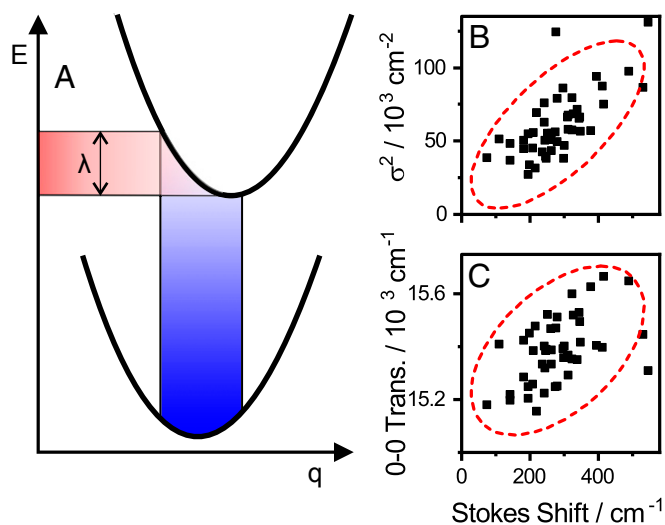 E
A
λ
q
B
σ² / 10³ cm⁻²
100
50
0
C
0-0 Trans. / 10³ cm⁻¹
15.6
15.2
0 200 400
Stokes Shift / cm⁻¹